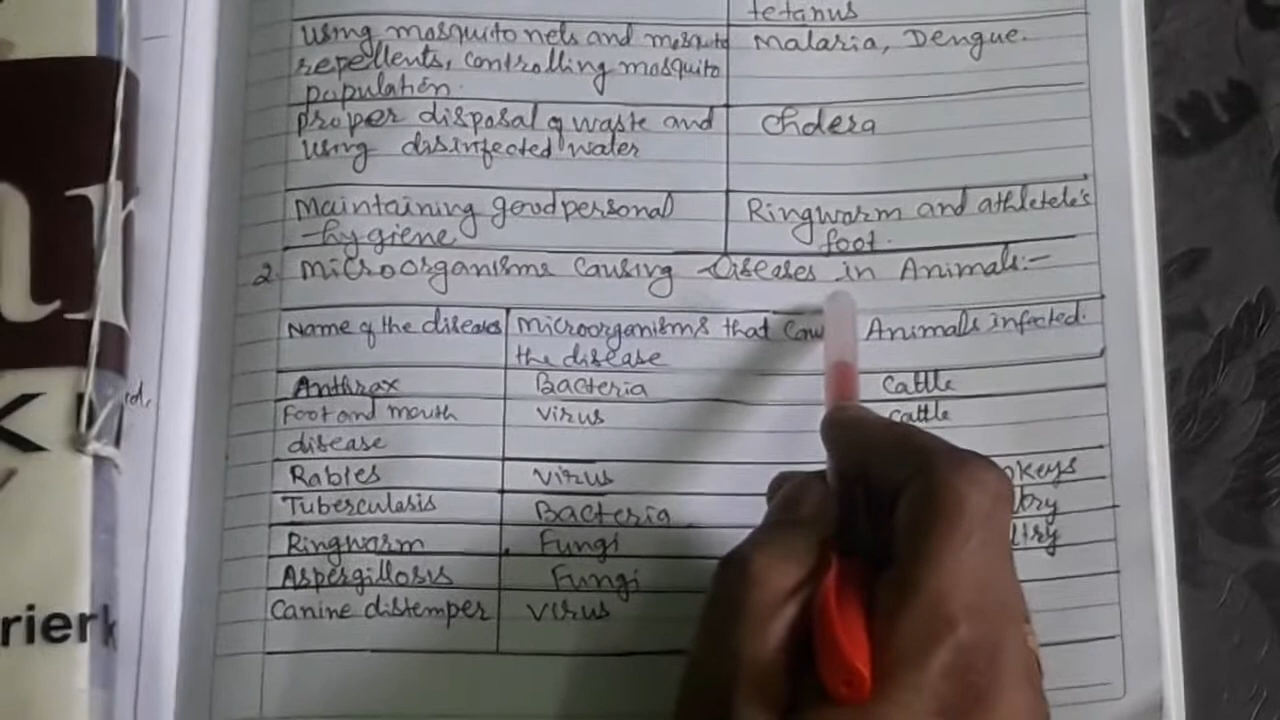 tetanus
using mosquito nets and mosquito
repellents, controlling mosquito
population.
Malaria, Dengue.
proper disposal of waste and
using disinfected water
Cholera
Maintaining good personal
hygiene
Ringworm and athletele's
foot.
2. Microorganisms causing Diseases in Animals:-
Name of the disease
Microorganisms that
the disease
Animals infected.
Anthrax
Bacteria
Cattle
Foot and mouth
disease
virus
cattle
Rabies
virus
Tuberculosis
Bacteria
Ringworm
Fungi
Aspergillosis
Fungi
Canine distemper
virus
rierk